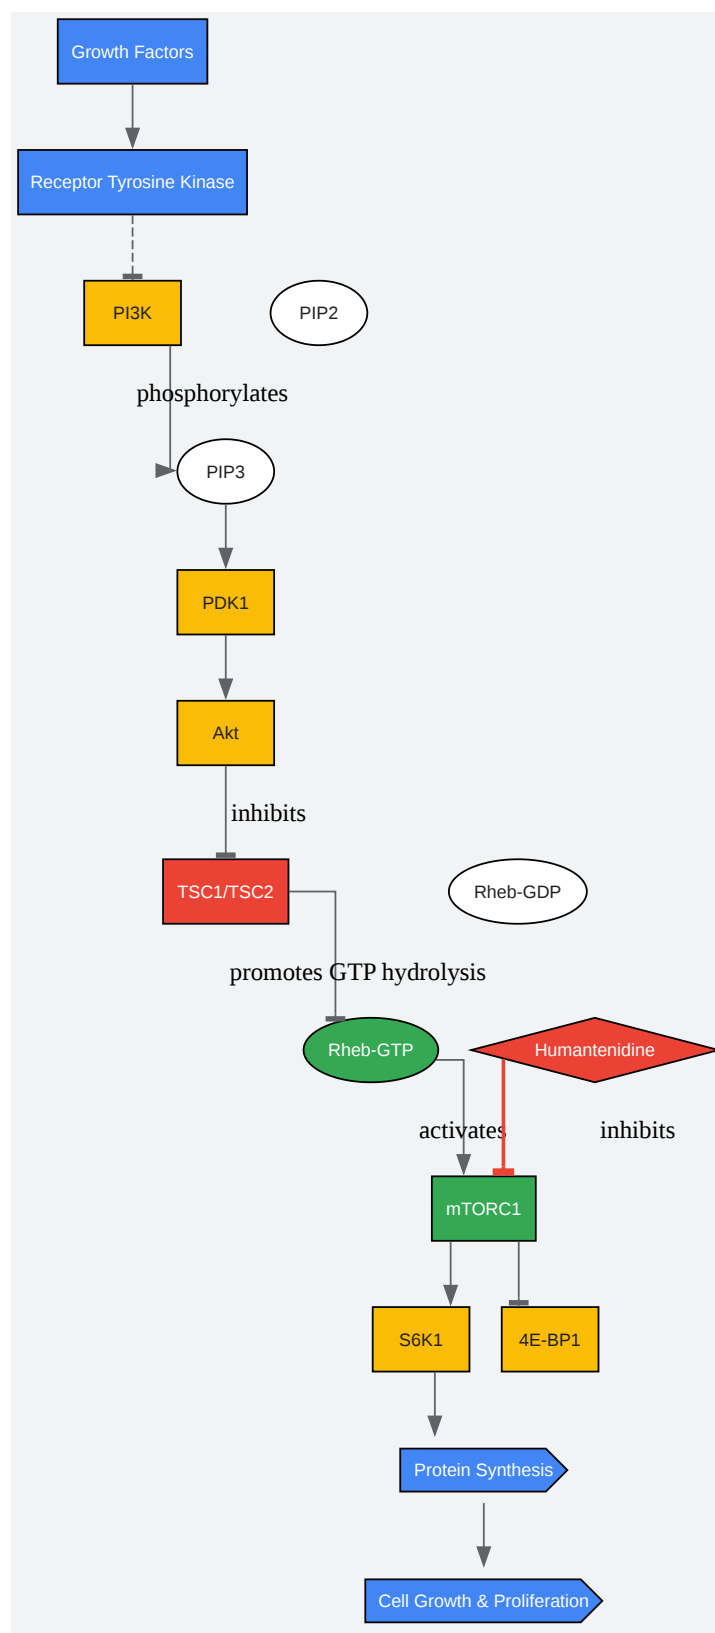 Growth Factors
Receptor Tyrosine Kinase
PI3K
PIP2
phosphorylates
PIP3
PDK1
Akt
inhibits
TSC1/TSC2
Rheb-GDP
promotes GTP hydrolysis
Rheb-GTP
Humantenidine
activates
inhibits
mTORC1
S6K1
4E-BP1
Protein Synthesis
Cell Growth & Proliferation